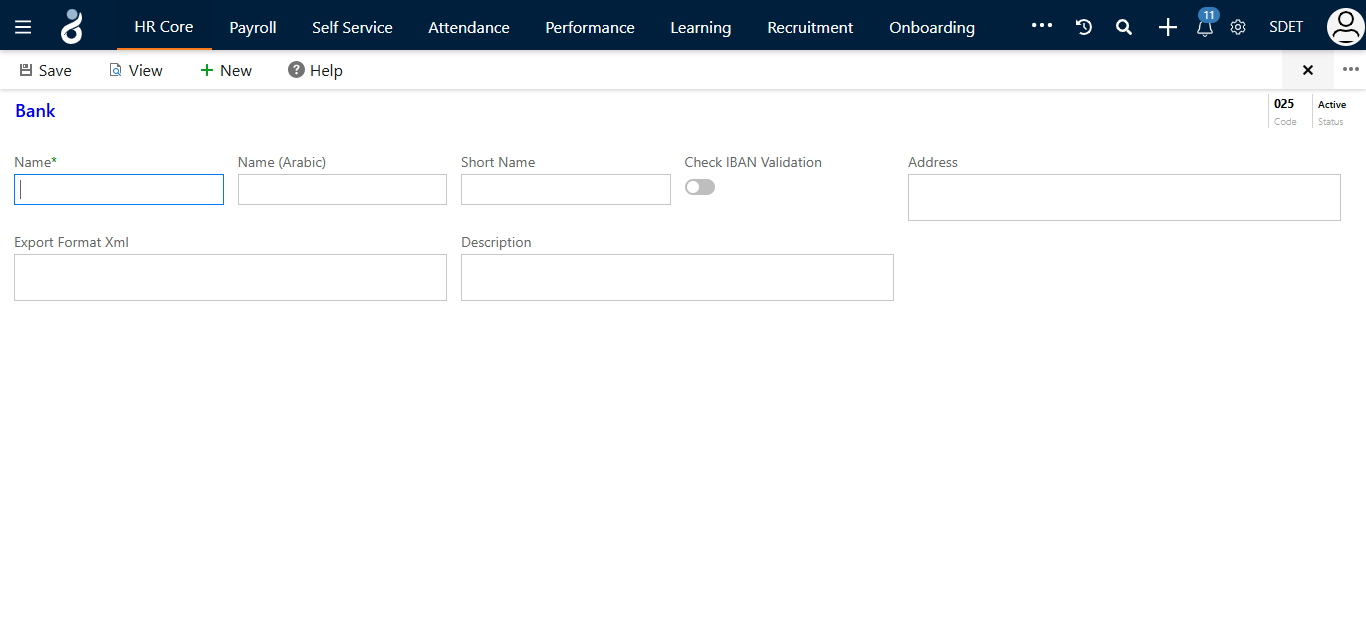 HR Core Payroll Self Service Attendance Performance Learning Recruitment Onboarding ••• 11 SDET
Save View + New ? Help × •••
Bank 025 Active
Code Status
Name* Name (Arabic) Short Name Check IBAN Validation Address
Export Format Xml Description